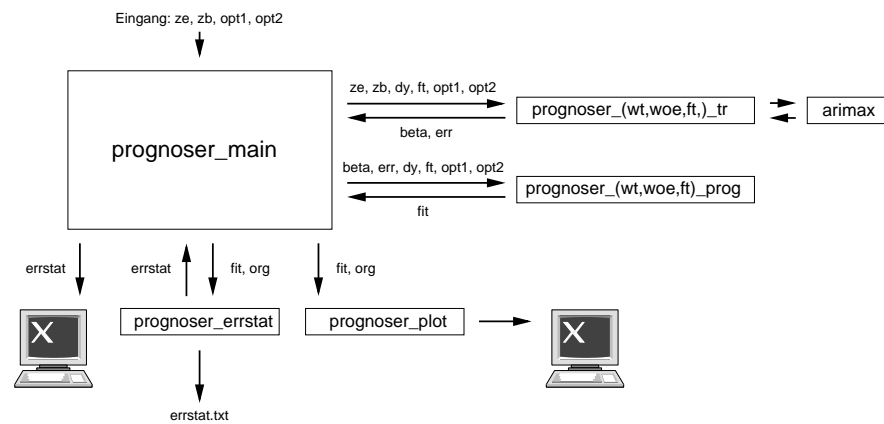 Eingang: ze, zb, opt1, opt2
ze, zb, dy, ft, opt1, opt2
prognoser_(wt,woe,ft,)_tr
arimax
beta, err
prognoser_main
beta, err, dy, ft, opt1, opt2
prognoser_(wt,woe,ft)_prog
fit
errstat
errstat
fit, org
fit, org
X
prognoser_errstat
prognoser_plot
X
errstat.txt